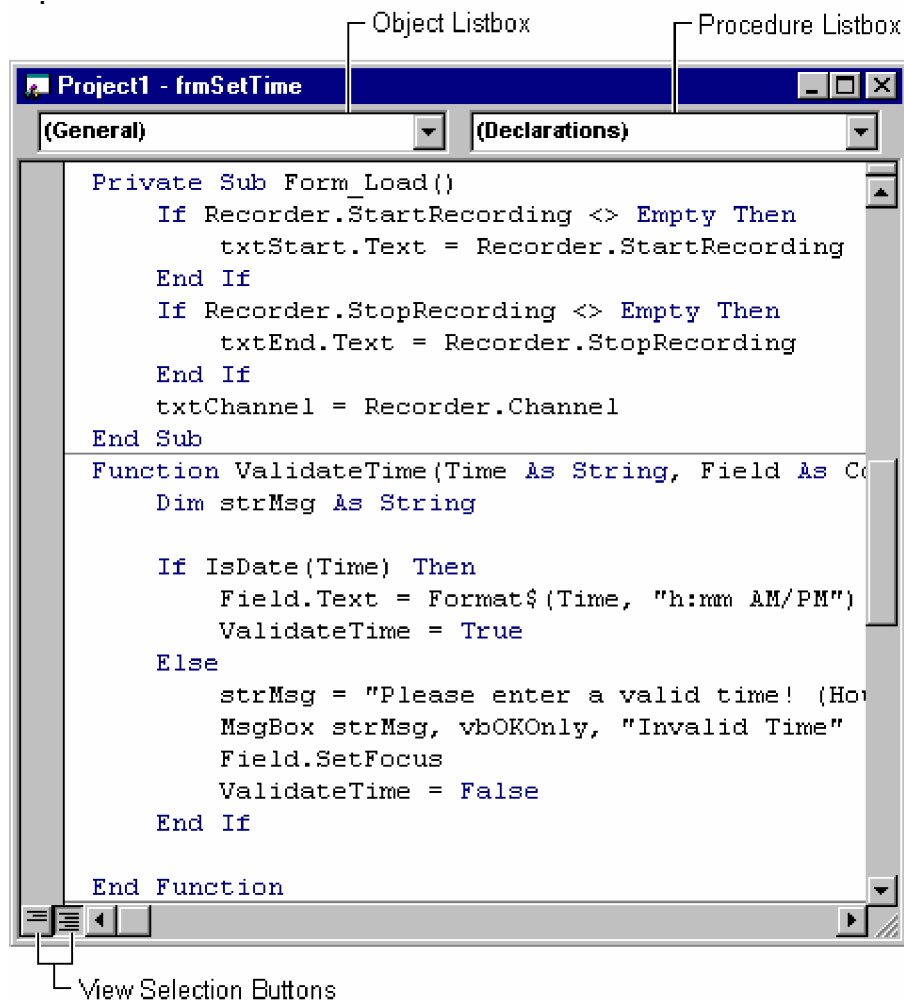 Object Listbox
Procedure Listbox
Project1 - frmSetTime
(General)
(Declarations)
Private Sub Form_Load()
If Recorder.StartRecording <> Empty Then
txtStart.Text = Recorder.StartRecording
End If
If Recorder.StopRecording <> Empty Then
txtEnd.Text = Recorder.StopRecording
End If
txtChannel = Recorder.Channel
End Sub
Function ValidateTime(Time As String, Field As Co
Dim strMsg As String
If IsDate(Time) Then
Field.Text = Format$(Time, "h:mm AM/PM")
ValidateTime = True
Else
strMsg = "Please enter a valid time! (Hou
MsgBox strMsg, vbOKOnly, "Invalid Time"
Field.SetFocus
ValidateTime = False
End If
End Function
View Selection Buttons